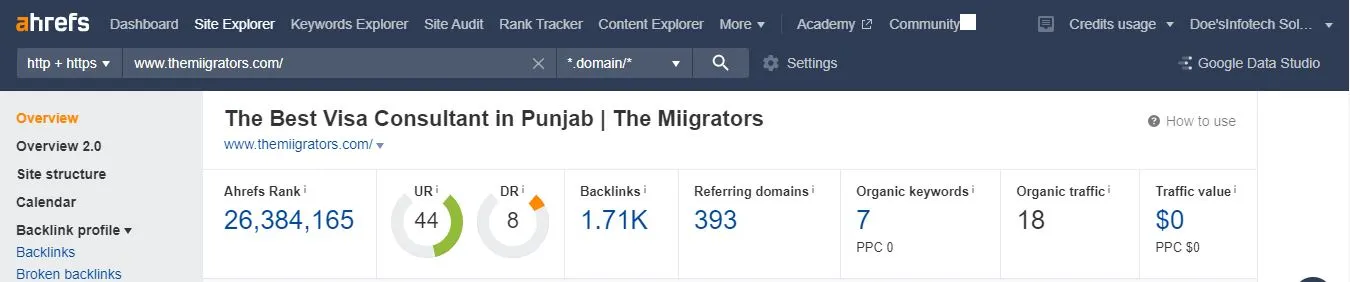 ahrefs Dashboard Site Explorer Keywords Explorer Site Audit Rank Tracker Content Explorer More Academy Community Credits usage Doe'sInfotech Sol...
http + https www.themiigrators.com/ *.domain/* Settings Google Data Studio
Overview
Overview 2.0
Site structure
Calendar
Backlink profile
Backlinks
Broken backlinks
The Best Visa Consultant in Punjab | The Miigrators
How to use
www.themiigrators.com/
Ahrefs Rank i
26,384,165
UR i
44
DR i
8
Backlinks i
1.71K
Referring domains i
393
Organic keywords i
7
PPC 0
Organic traffic i
18
Traffic value i
$0
PPC $0